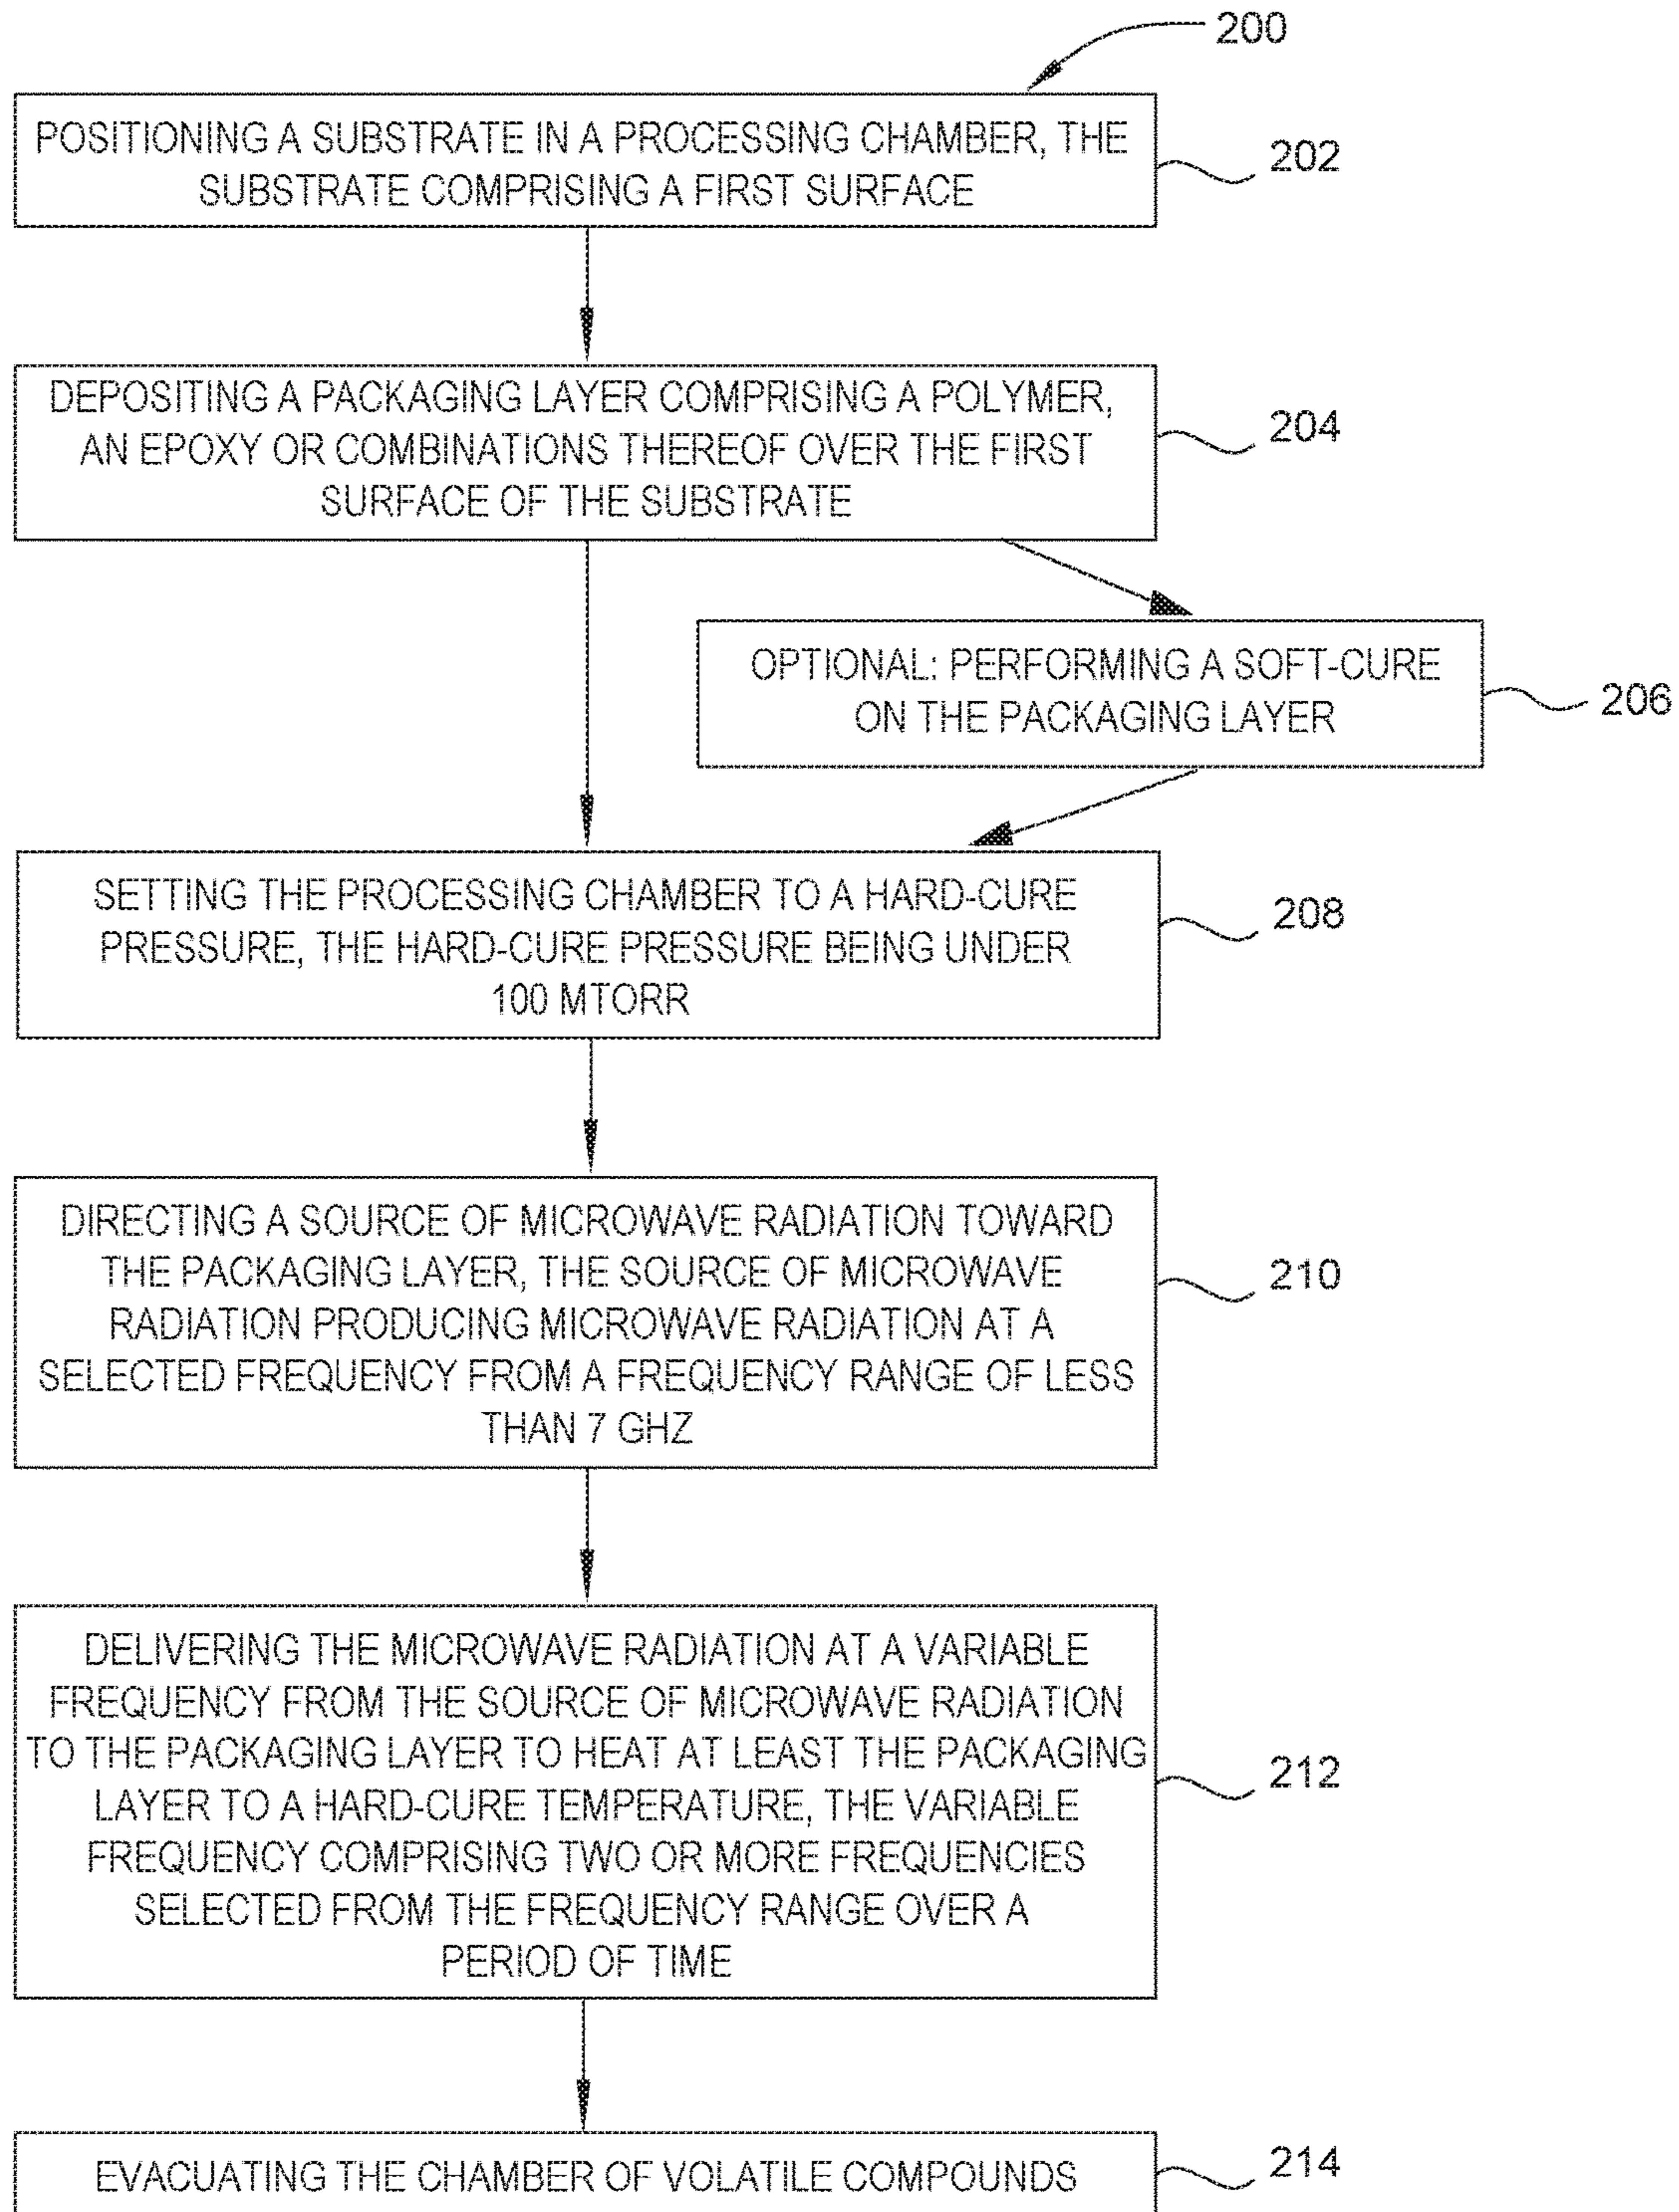 200
POSITIONING A SUBSTRATE IN A PROCESSING CHAMBER, THE
SUBSTRATE COMPRISING A FIRST SURFACE
202
DEPOSITING A PACKAGING LAYER COMPRISING A POLYMER,
AN EPOXY OR COMBINATIONS THEREOF OVER THE FIRST
SURFACE OF THE SUBSTRATE
204
OPTIONAL: PERFORMING A SOFT-CURE
ON THE PACKAGING LAYER
206
SETTING THE PROCESSING CHAMBER TO A HARD-CURE
PRESSURE, THE HARD-CURE PRESSURE BEING UNDER
100 MTORR
208
DIRECTING A SOURCE OF MICROWAVE RADIATION TOWARD
THE PACKAGING LAYER, THE SOURCE OF MICROWAVE
RADIATION PRODUCING MICROWAVE RADIATION AT A
SELECTED FREQUENCY FROM A FREQUENCY RANGE OF LESS
THAN 7 GHZ
210
DELIVERING THE MICROWAVE RADIATION AT A VARIABLE
FREQUENCY FROM THE SOURCE OF MICROWAVE RADIATION
TO THE PACKAGING LAYER TO HEAT AT LEAST THE PACKAGING
LAYER TO A HARD-CURE TEMPERATURE, THE VARIABLE
FREQUENCY COMPRISING TWO OR MORE FREQUENCIES
SELECTED FROM THE FREQUENCY RANGE OVER A
PERIOD OF TIME
212
EVACUATING THE CHAMBER OF VOLATILE COMPOUNDS
214